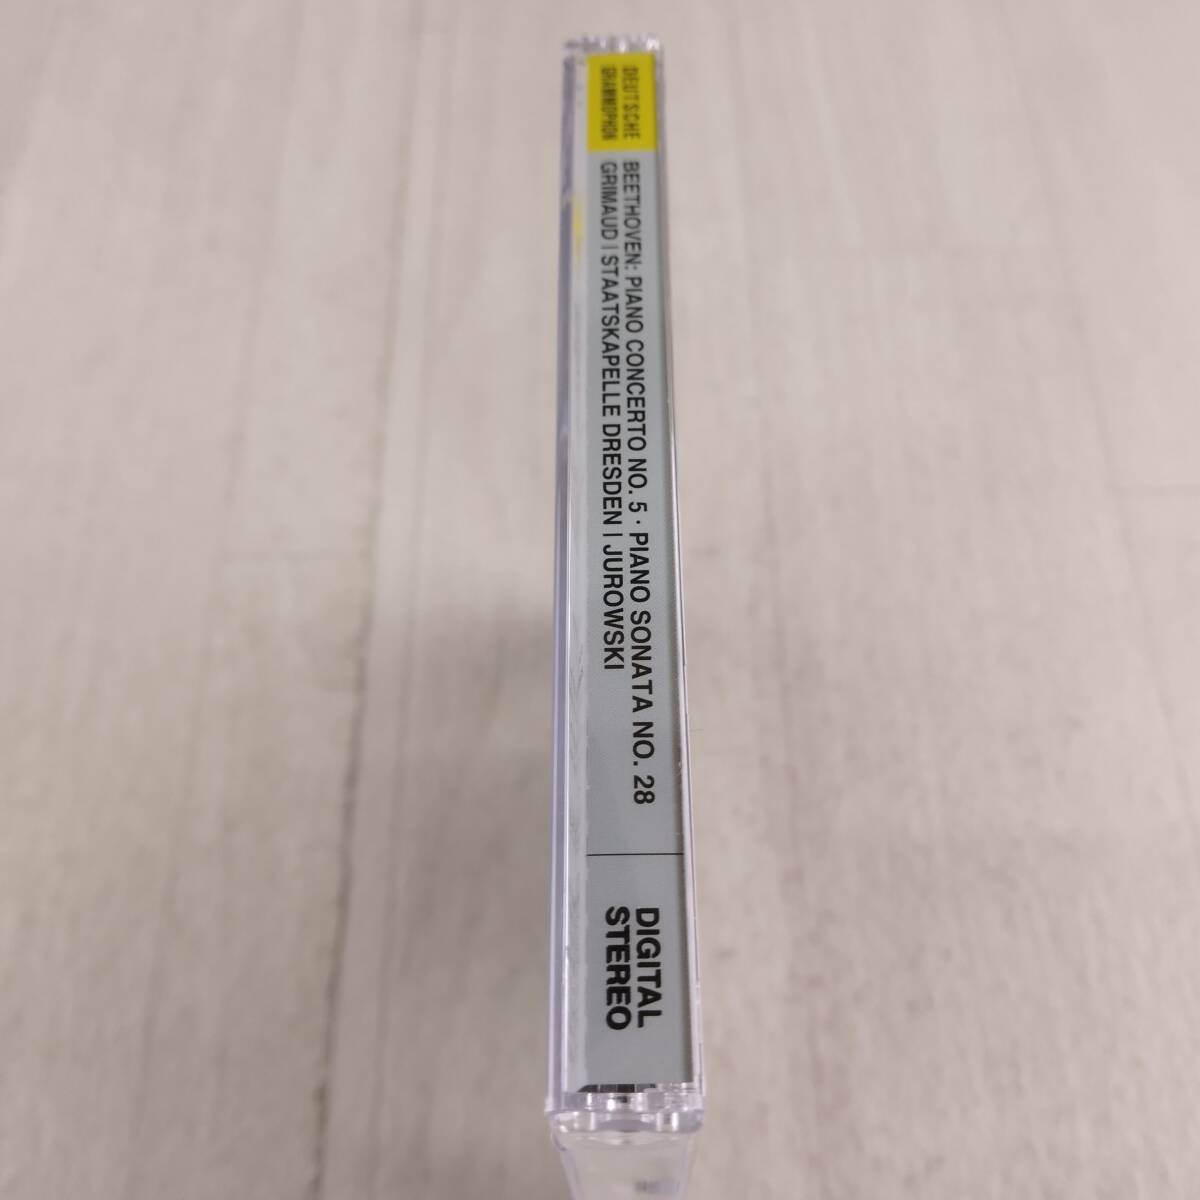 DEUTSCHE
GRAMMOPHON
BEETHOVEN: PIANO CONCERTO NO. 5 · PIANO SONATA NO. 28
GRIMAUD | STAATSKAPELLE DRESDEN | JUROWSKI
DIGITAL
STEREO